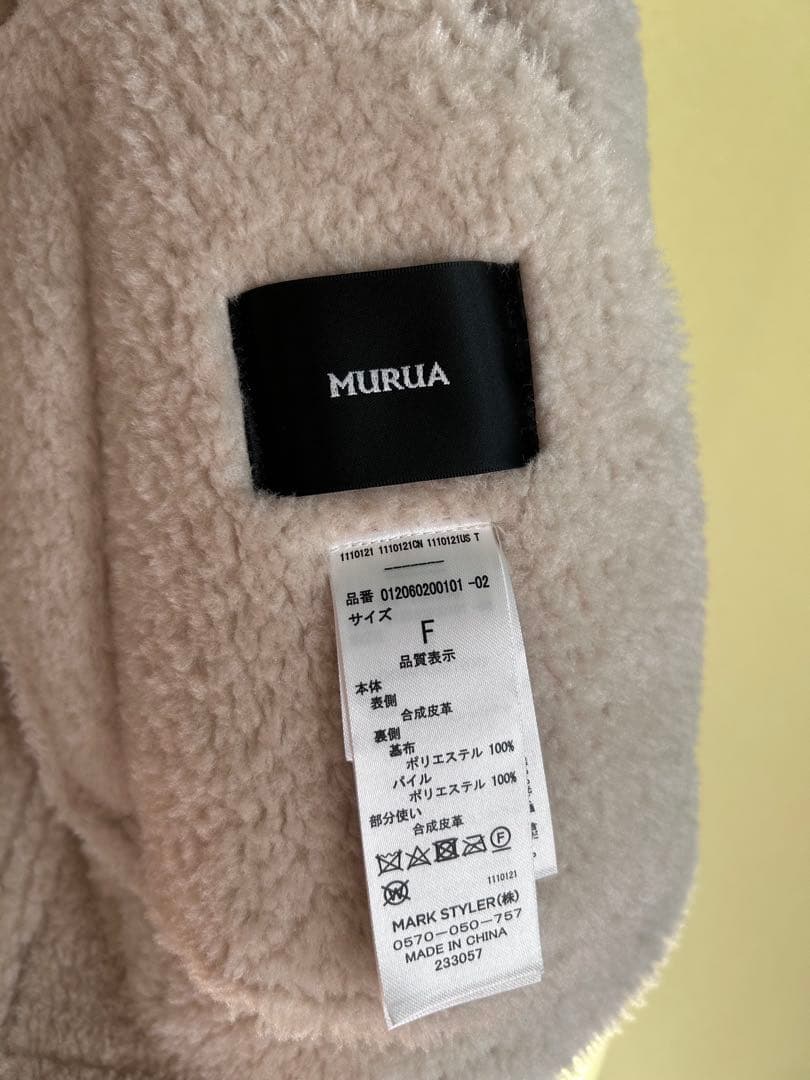 MURUA
1110121 1110121CN 1110121US T
品番 012060200101 -02
サイズ
F
品質表示
本体
表側
合成皮革
裏側
基布
ポリエステル 100%
パイル
ポリエステル 100%
部分使い
合成皮革
F
W
1110121
MARK STYLER(株)
0570-050-757
MADE IN CHINA
233057